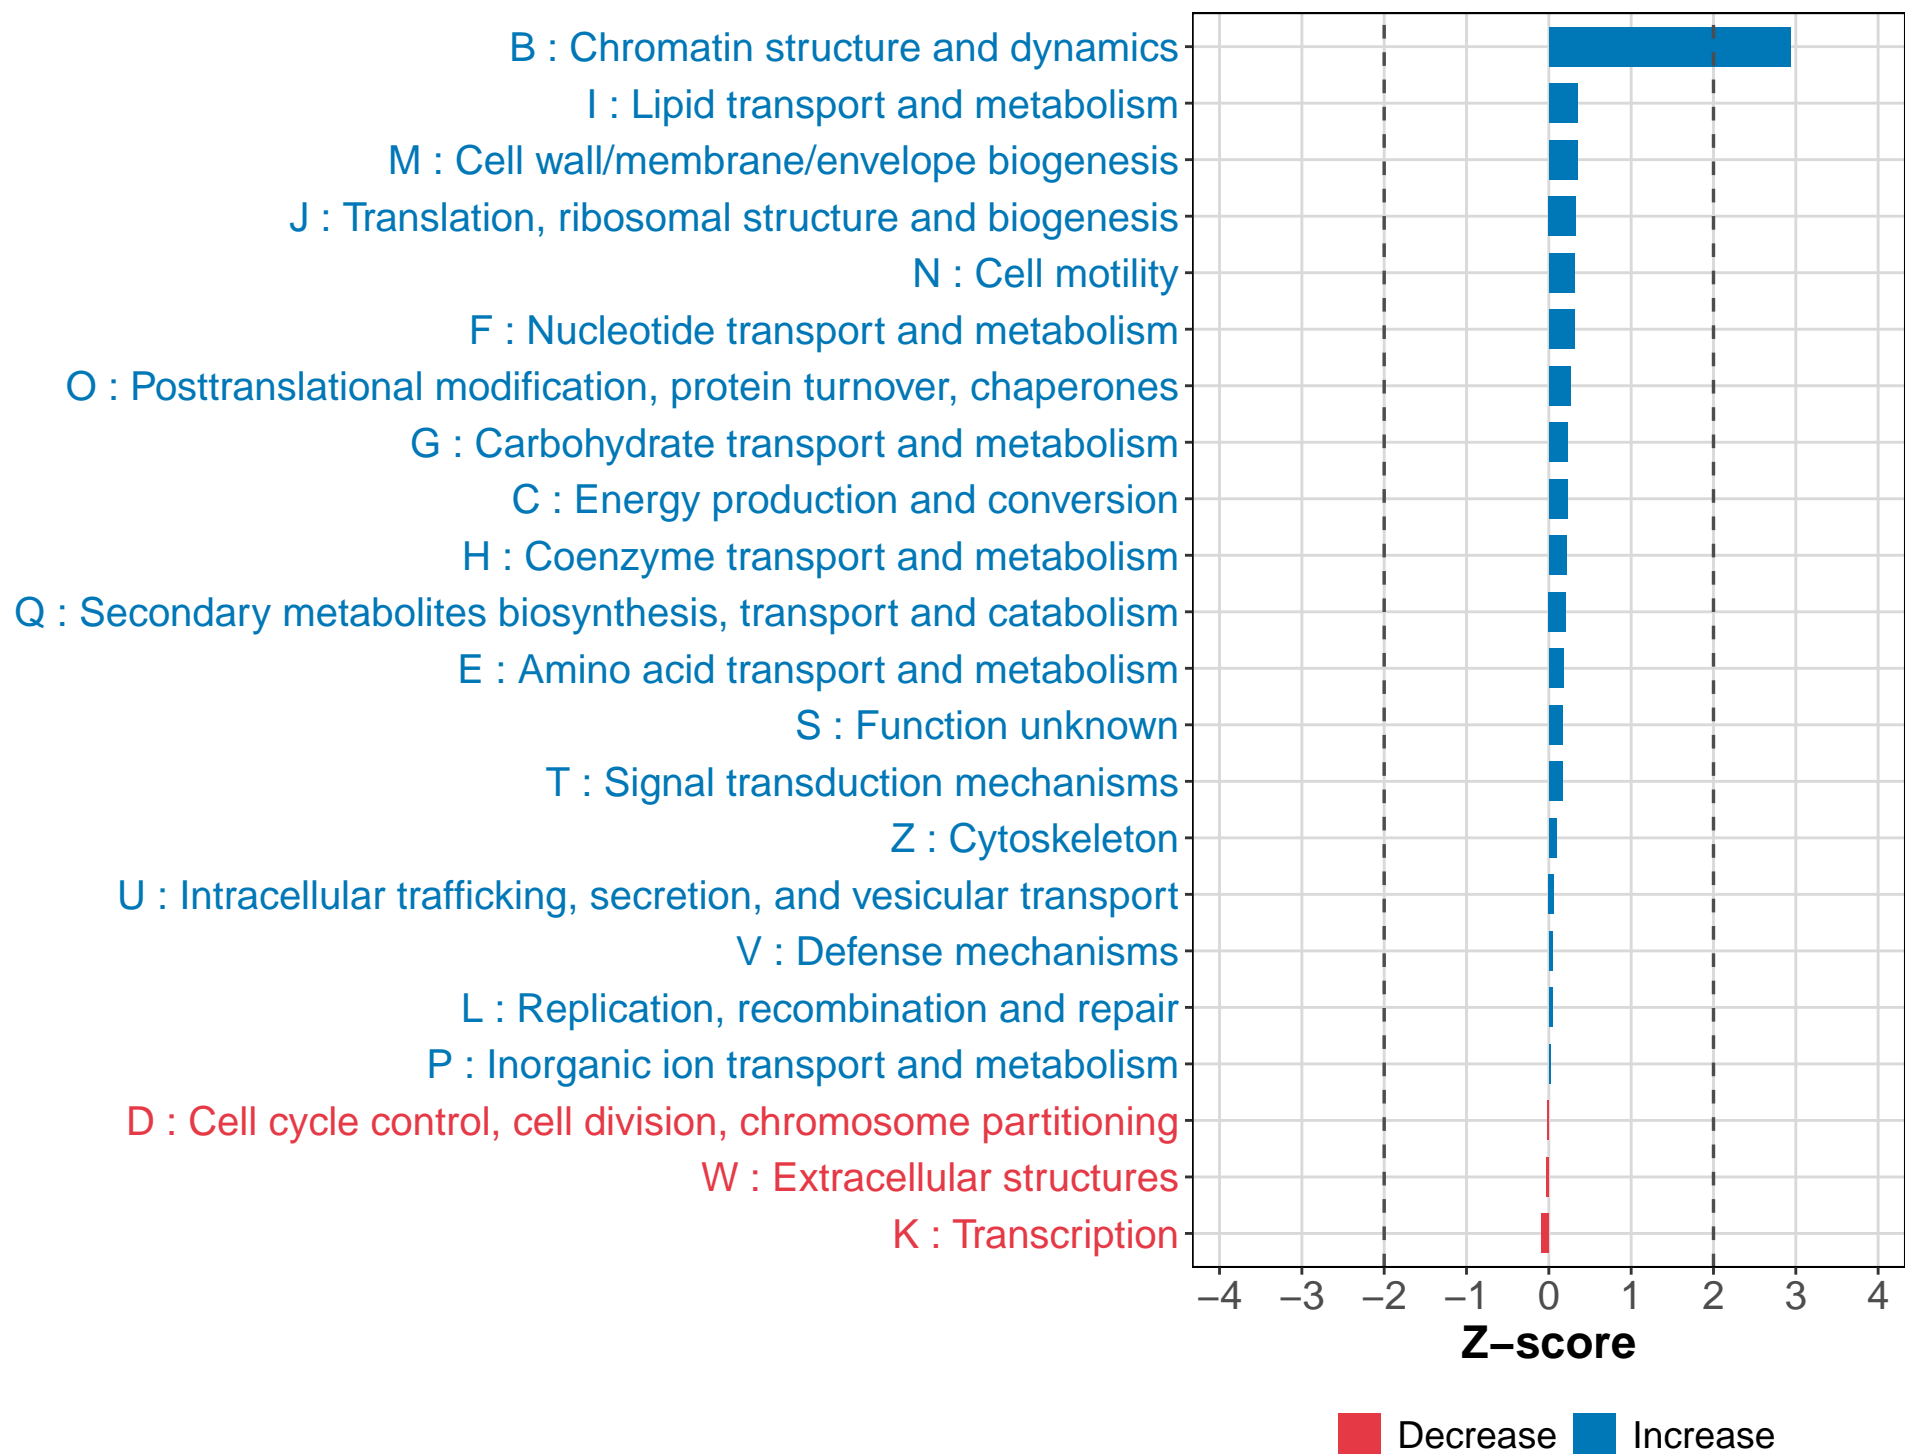 B : Chromatin structure and dynamics
I : Lipid transport and metabolism
M : Cell wall/membrane/envelope biogenesis
J : Translation, ribosomal structure and biogenesis
N : Cell motility
F : Nucleotide transport and metabolism
O : Posttranslational modification, protein turnover, chaperones
G : Carbohydrate transport and metabolism
C : Energy production and conversion
H : Coenzyme transport and metabolism
Q : Secondary metabolites biosynthesis, transport and catabolism
E : Amino acid transport and metabolism
S : Function unknown
T : Signal transduction mechanisms
Z : Cytoskeleton
U : Intracellular trafficking, secretion, and vesicular transport
V : Defense mechanisms
L : Replication, recombination and repair
P : Inorganic ion transport and metabolism
D : Cell cycle control, cell division, chromosome partitioning
W : Extracellular structures
K : Transcription
−4 −3 −2 −1 0 1 2 3 4
Z−score
Decrease Increase